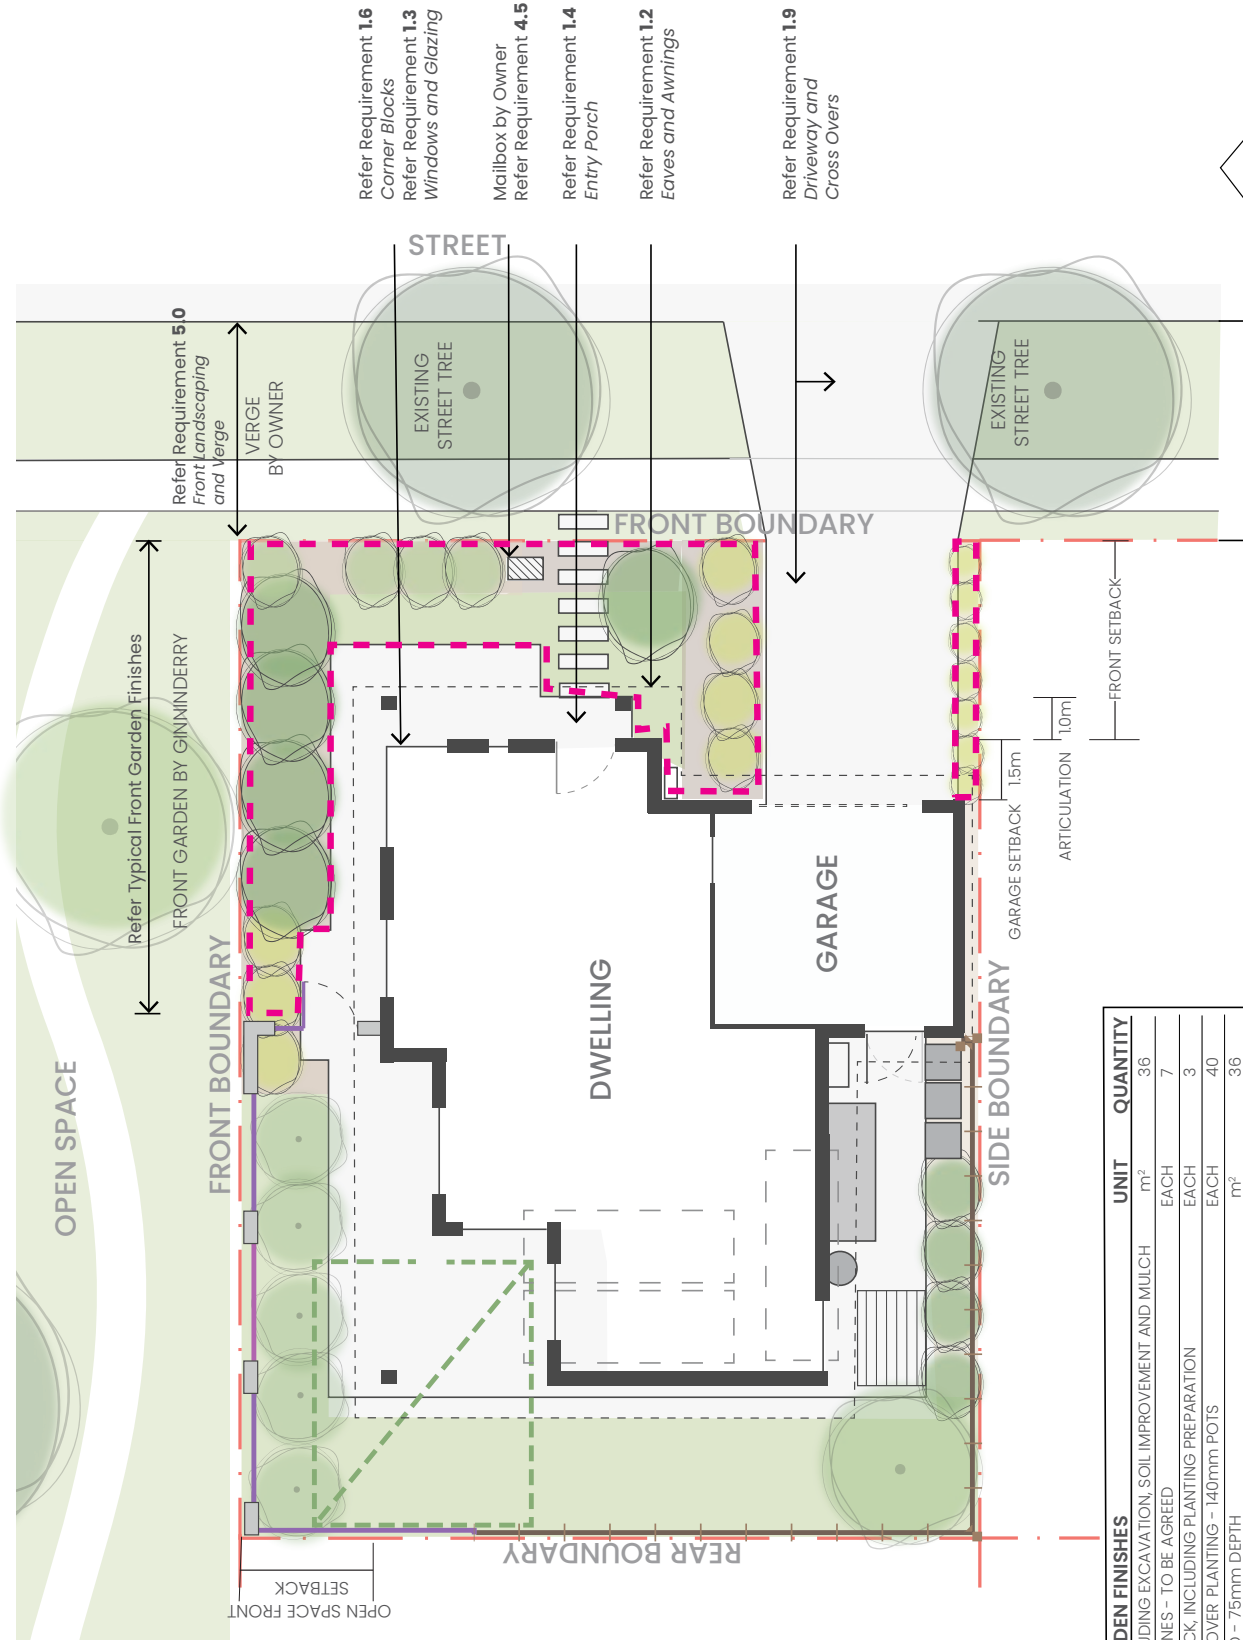 Refer Requirement 1.6
Corner Blocks
Refer Requirement 1.3
Windows and Glazing
Mailbox by Owner
Refer Requirement 4.5
Refer Requirement 1.4
Entry Porch
Refer Requirement 1.2
Eaves and Awnings
Refer Requirement 1.9
Driveway and
Cross Overs
STREET
Refer Requirement 5.0
Front Landscaping
and Verge
VERGE
BY OWNER
EXISTING
STREET TREE
EXISTING
STREET TREE
FRONT BOUNDARY
Refer Typical Front Garden Finishes
FRONT GARDEN BY GINNINDERRY
FRONT SETBACK
1.0m
ARTICULATION
1.5m
GARAGE SETBACK
GARAGE
DWELLING
OPEN SPACE
FRONT BOUNDARY
SIDE BOUNDARY
REAR BOUNDARY
OPEN SPACE FRONT
SETBACK
DEN FINISHES UNIT QUANTITY
DING EXCAVATION, SOIL IMPROVEMENT AND MULCH m² 36
NES - TO BE AGREED EACH 7
CK, INCLUDING PLANTING PREPARATION EACH 3
OVER PLANTING - 140mm POTS EACH 40
- 75mm DEPTH m² 36